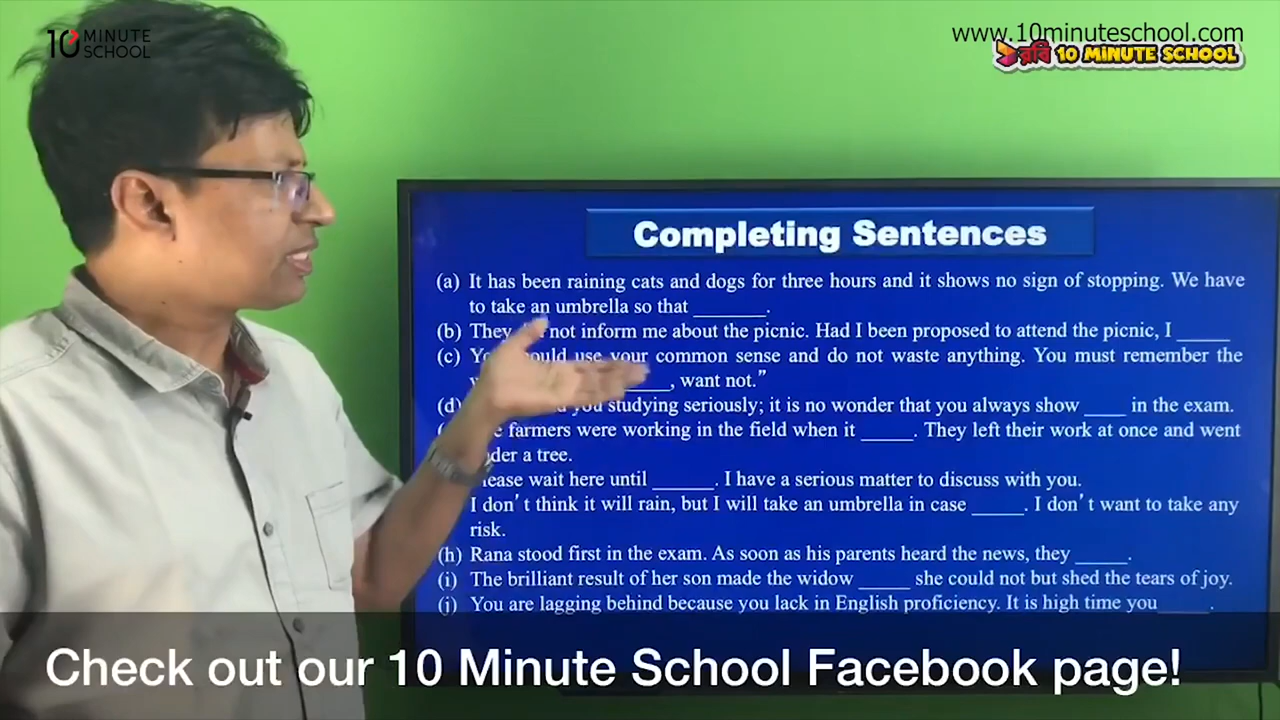 10 MINUTE SCHOOL
www.10minuteschool.com
রবি 10 MINUTE SCHOOL
Completing Sentences
(a) It has been raining cats and dogs for three hours and it shows no sign of stopping. We have
to take an umbrella so that _______.
(b) They not inform me about the picnic. Had I been proposed to attend the picnic, I _____
(c) use your common sense and do not waste anything. You must remember the
_____, want not.”
(d) you studying seriously; it is no wonder that you always show ____ in the exam.
farmers were working in the field when it _____. They left their work at once and went
a tree.
wait here until ______. I have a serious matter to discuss with you.
I don’t think it will rain, but I will take an umbrella in case _____. I don’t want to take any
risk.
(h) Rana stood first in the exam. As soon as his parents heard the news, they _____.
(i) The brilliant result of her son made the widow _____ she could not but shed the tears of joy.
(j) You are lagging behind because you lack in English proficiency. It is high time you_____.
Check out our 10 Minute School Facebook page!